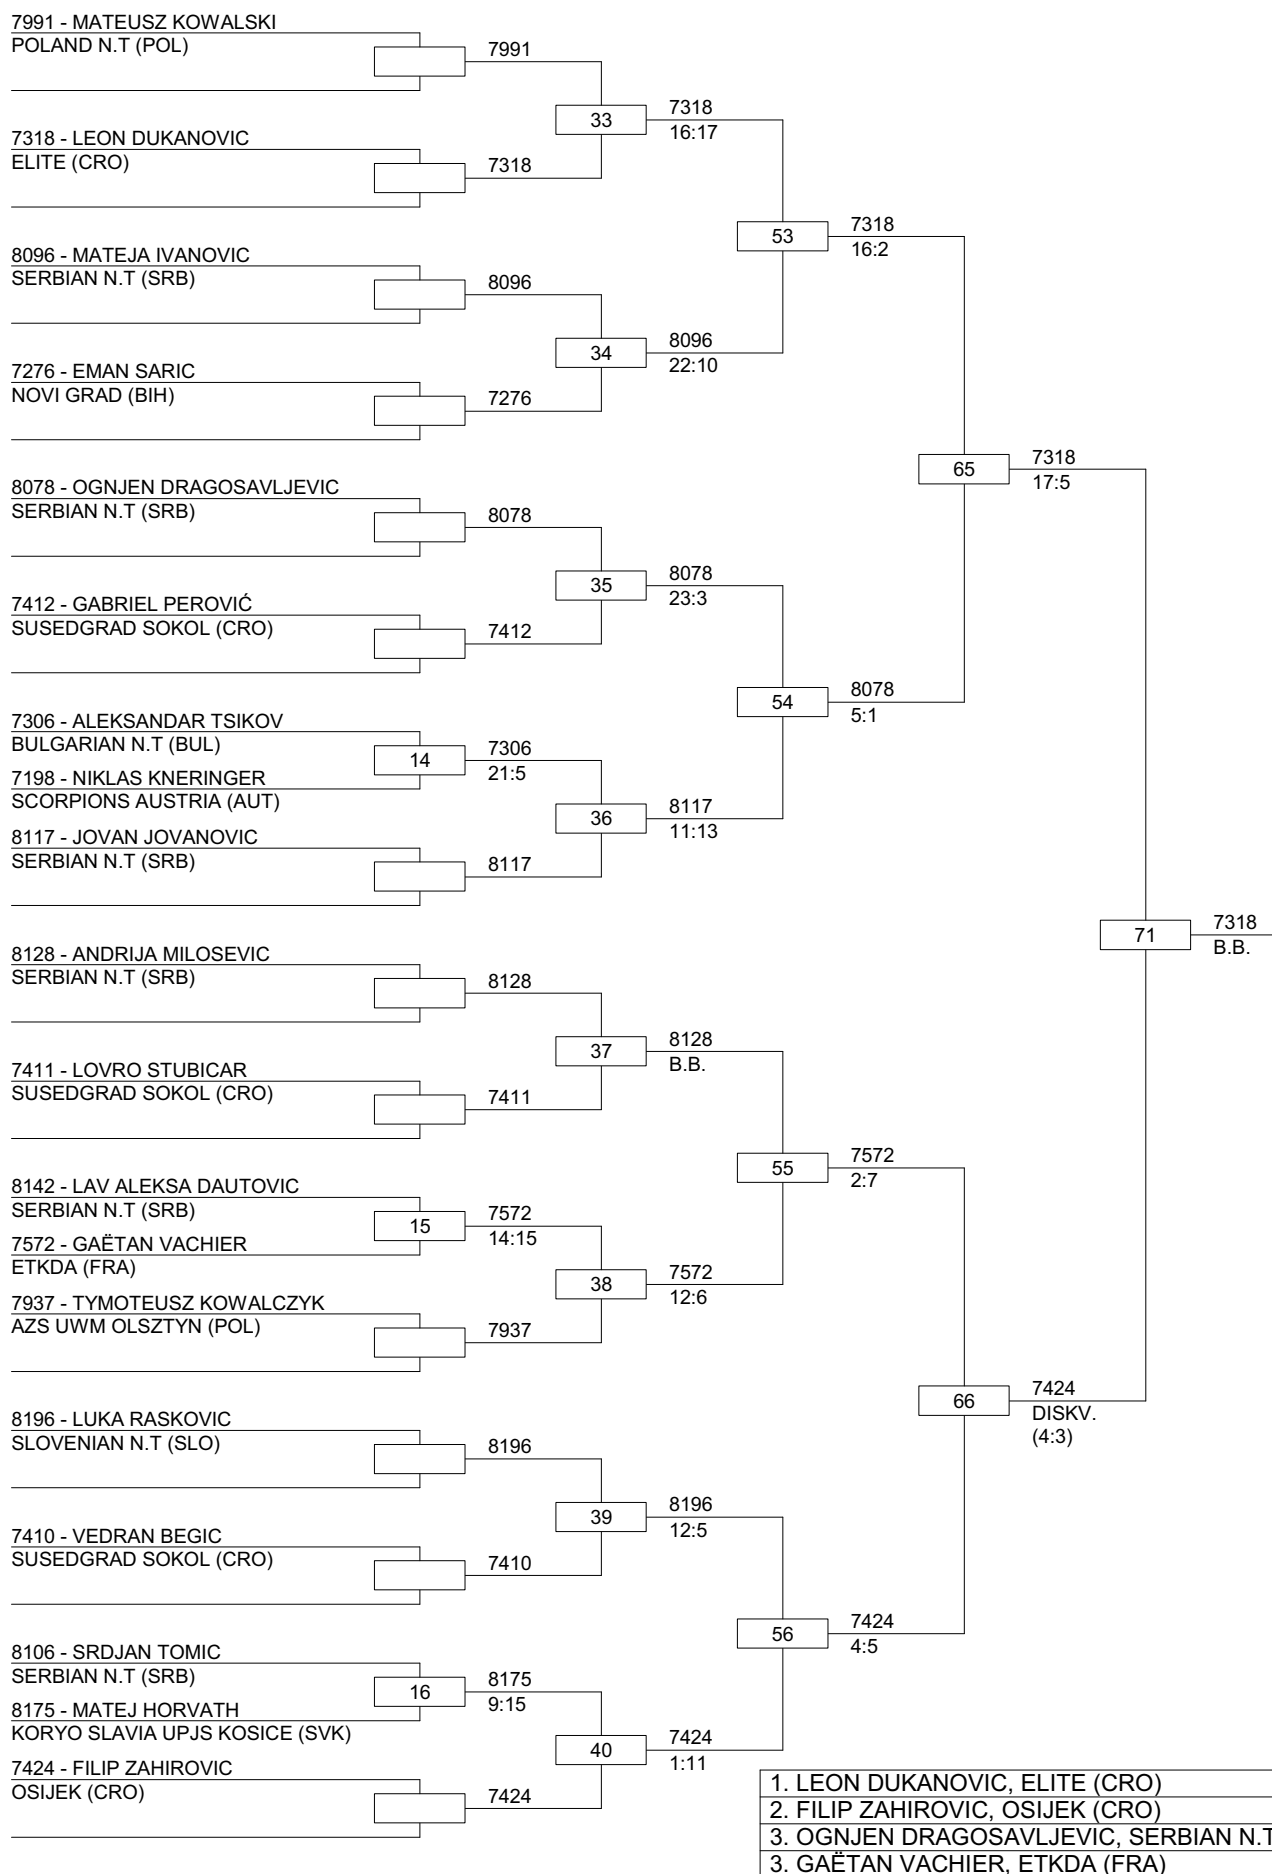 7991 - MATEUSZ KOWALSKI
POLAND N.T (POL)
7991
33
7318
16:17
7318 - LEON DUKANOVIC
ELITE (CRO)
7318
53
7318
16:2
8096 - MATEJA IVANOVIC
SERBIAN N.T (SRB)
8096
34
8096
22:10
7276 - EMAN SARIC
NOVI GRAD (BIH)
7276
65
7318
17:5
8078 - OGNJEN DRAGOSAVLJEVIC
SERBIAN N.T (SRB)
8078
35
8078
23:3
7412 - GABRIEL PEROVIĆ
SUSEDGRAD SOKOL (CRO)
7412
54
8078
5:1
7306 - ALEKSANDAR TSIKOV
BULGARIAN N.T (BUL)
14
7306
21:5
7198 - NIKLAS KNERINGER
SCORPIONS AUSTRIA (AUT)
36
8117
11:13
8117 - JOVAN JOVANOVIC
SERBIAN N.T (SRB)
8117
71
7318
B.B.
8128 - ANDRIJA MILOSEVIC
SERBIAN N.T (SRB)
8128
37
8128
B.B.
7411 - LOVRO STUBICAR
SUSEDGRAD SOKOL (CRO)
7411
55
7572
2:7
8142 - LAV ALEKSA DAUTOVIC
SERBIAN N.T (SRB)
15
7572
14:15
7572 - GAËTAN VACHIER
ETKDA (FRA)
38
7572
12:6
7937 - TYMOTEUSZ KOWALCZYK
AZS UWM OLSZTYN (POL)
7937
66
7424
DISKV.
(4:3)
8196 - LUKA RASKOVIC
SLOVENIAN N.T (SLO)
8196
39
8196
12:5
7410 - VEDRAN BEGIC
SUSEDGRAD SOKOL (CRO)
7410
56
7424
4:5
8106 - SRDJAN TOMIC
SERBIAN N.T (SRB)
16
8175
9:15
8175 - MATEJ HORVATH
KORYO SLAVIA UPJS KOSICE (SVK)
40
7424
1:11
7424 - FILIP ZAHIROVIC
OSIJEK (CRO)
7424
1. LEON DUKANOVIC, ELITE (CRO)
2. FILIP ZAHIROVIC, OSIJEK (CRO)
3. OGNJEN DRAGOSAVLJEVIC, SERBIAN N.T
3. GAËTAN VACHIER, ETKDA (FRA)